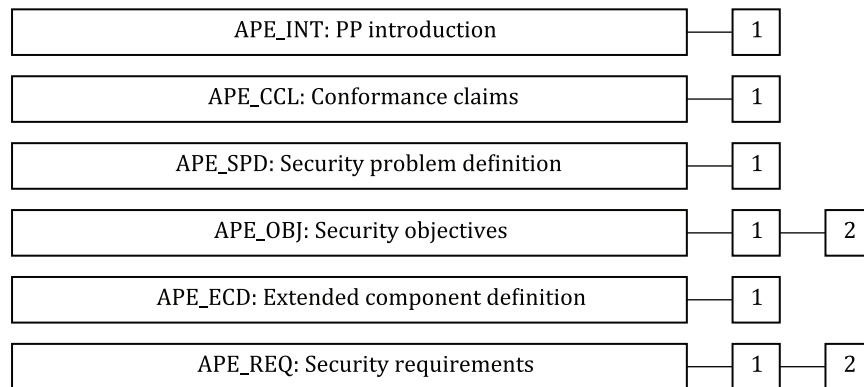 APE_INT: PP introduction 1
APE_CCL: Conformance claims 1
APE_SPD: Security problem definition 1
APE_OBJ: Security objectives 1 2
APE_ECD: Extended component definition 1
APE_REQ: Security requirements 1 2